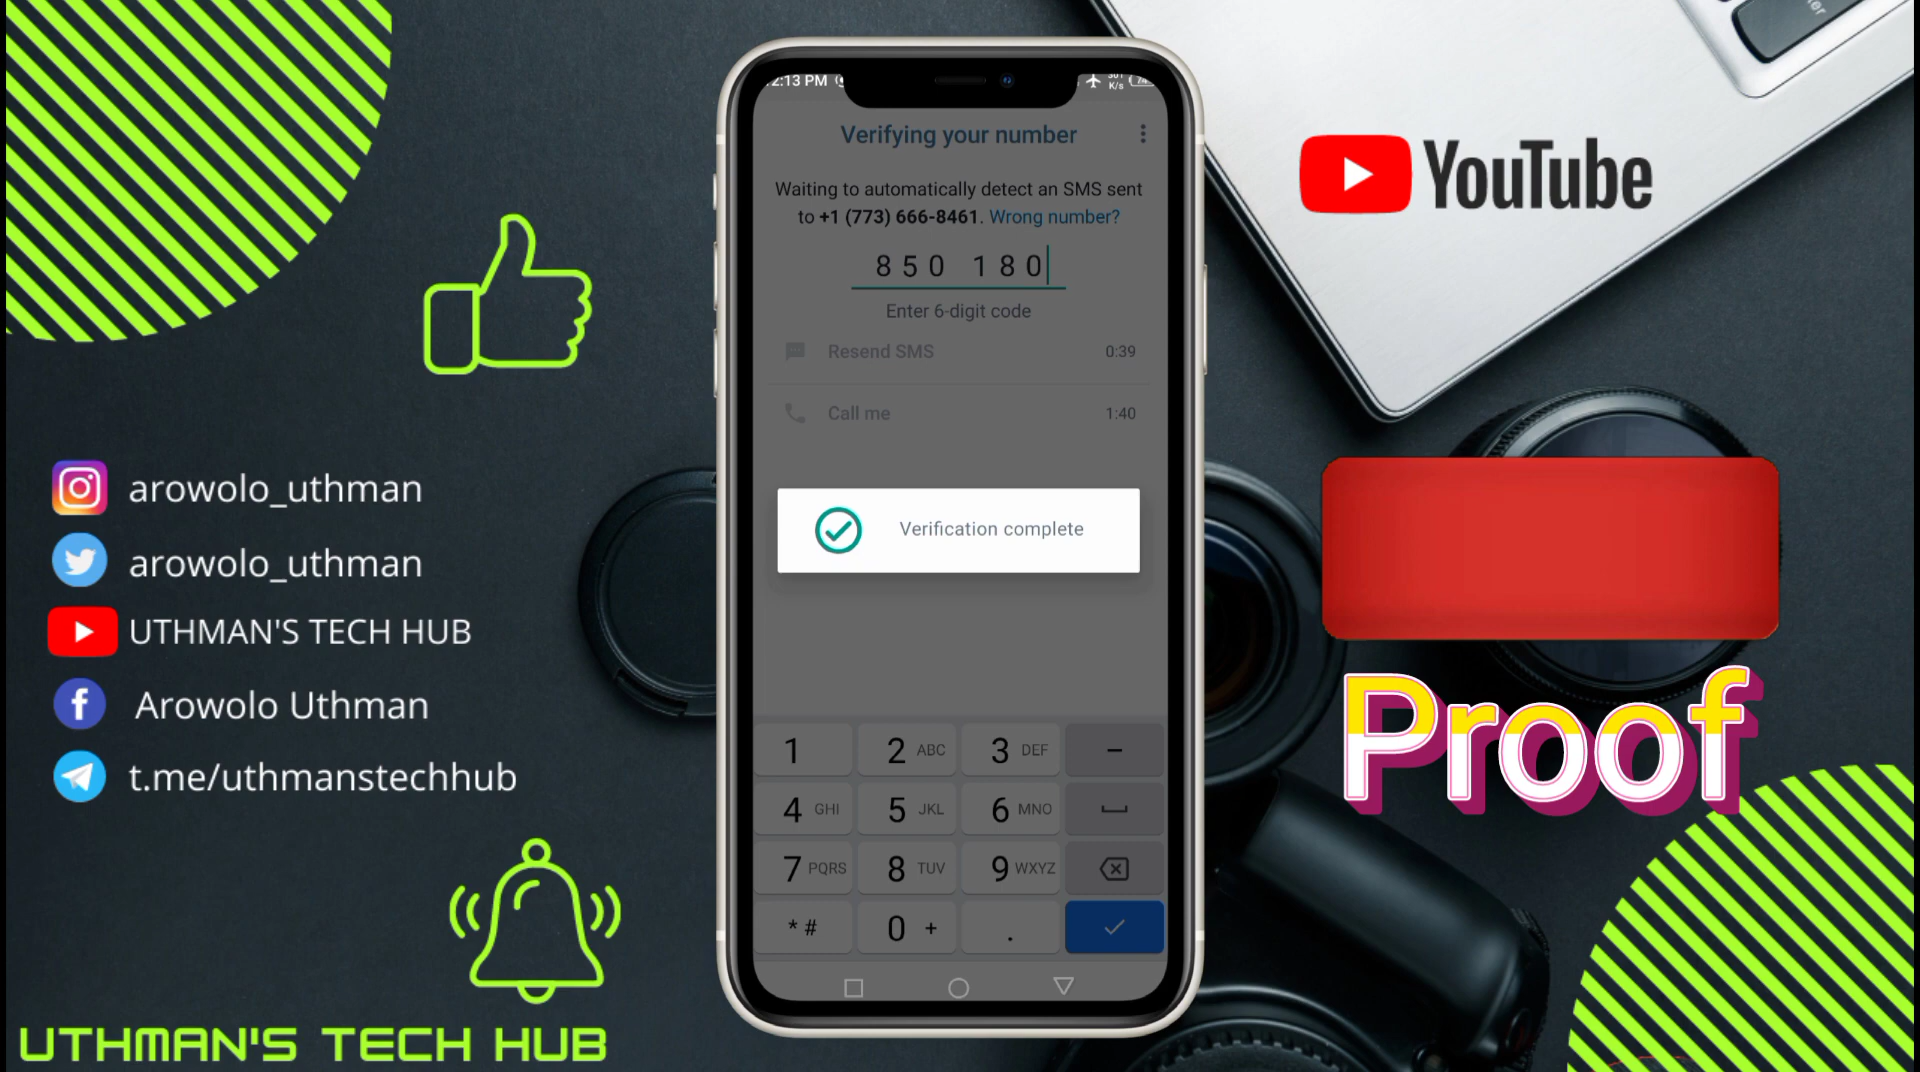 2:13 PM
K/s
Verifying your number
Waiting to automatically detect an SMS sent
to +1 (773) 666-8461. Wrong number?
850 180
Enter 6-digit code
Resend SMS 0:39
Call me 1:40
Verification complete
1
2 ABC
3 DEF
–
4 GHI
5 JKL
6 MNO
7 PQRS
8 TUV
9 WXYZ
* #
0 +
.
arowolo_uthman
arowolo_uthman
UTHMAN'S TECH HUB
Arowolo Uthman
t.me/uthmanstechhub
UTHMAN'S TECH HUB
YouTube
Proof